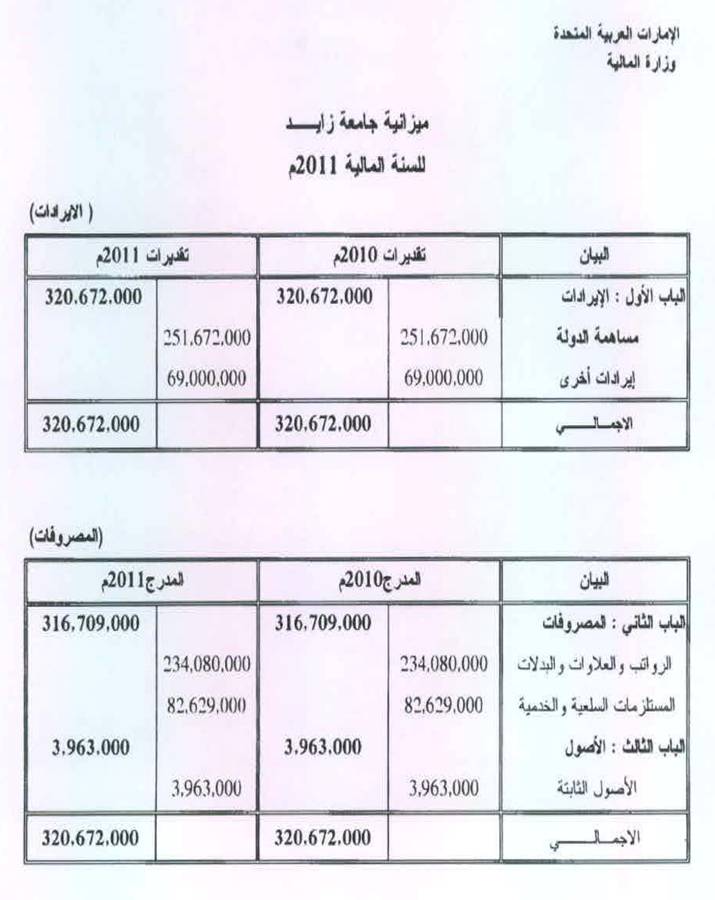 الإمارات العربية المتحدة
وزارة المالية
ميزانية جامعة زايـــد
للسنة المالية 2011م
( الايرادات)
البيان تقديرات 2010م تقديرات 2011م
الباب الأول : الإيرادات 320.672.000 320.672.000
مساهمة الدولة 251.672,000 251.672,000
إيرادات أخرى 69,000,000 69,000,000
الاجمـالــــي 320.672.000 320.672.000
(المصروفات)
البيان المدرج2010م المدرج2011م
الباب الثاني : المصروفات 316,709,000 316,709,000
الرواتب والعلاوات والبدلات 234,080,000 234,080,000
المستلزمات السلعية والخدمية 82,629,000 82,629,000
الباب الثالث : الأصول 3.963.000 3.963.000
الأصول الثابتة 3,963,000 3,963,000
الاجمـالــــي 320.672.000 320.672.000